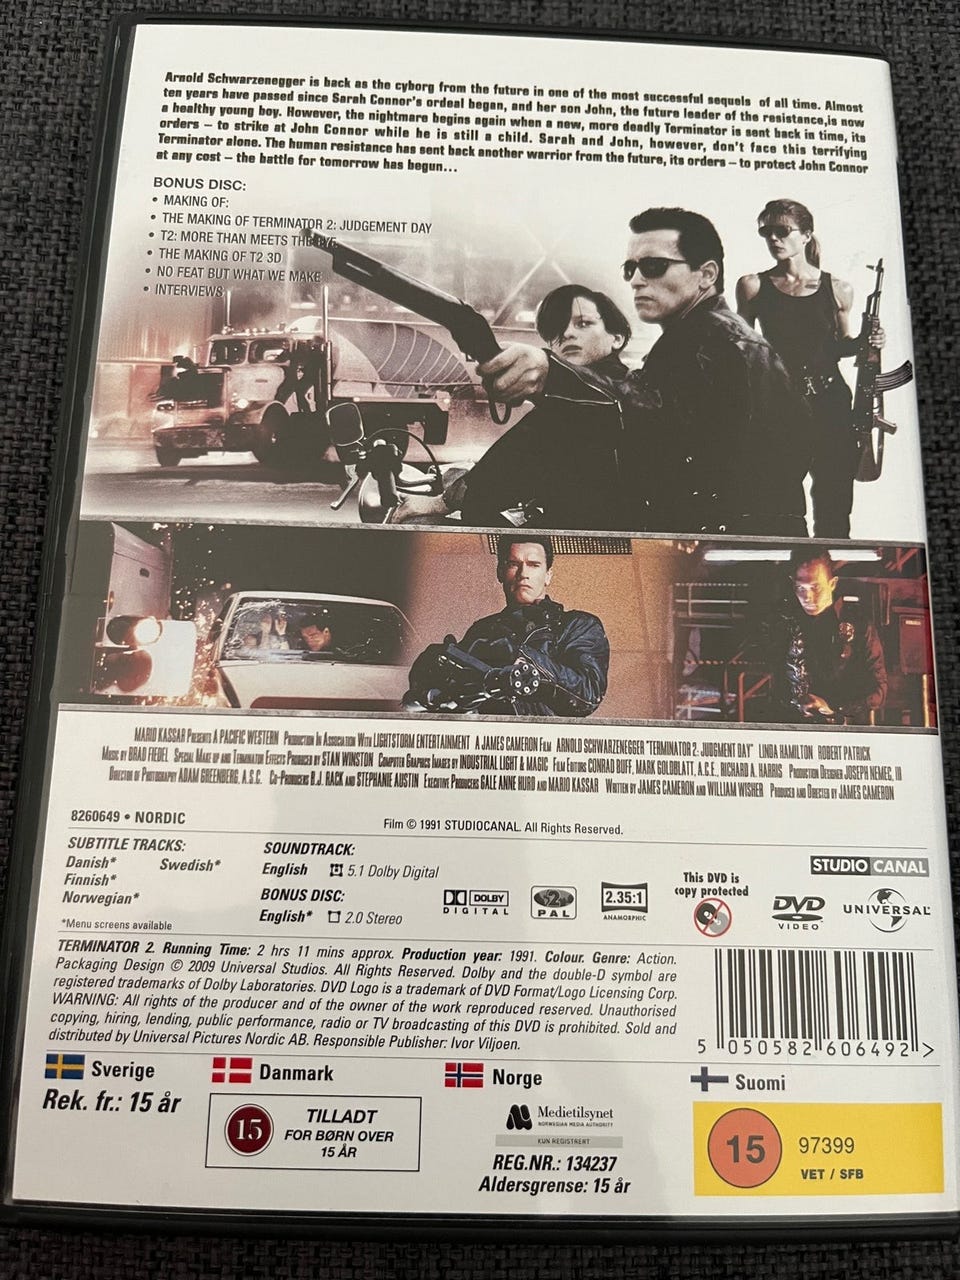 Arnold Schwarzenegger is back as the cyborg from the future in one of the most successful sequels of all time. Almost
ten years have passed since Sarah Connor's ordeal began, and her son John, the future leader of the resistance,is now
a healthy young boy. However, the nightmare begins again when a new, more deadly Terminator is sent back in time, its
orders – to strike at John Connor while he is still a child. Sarah and John, however, don't face this terrifying
Terminator alone. The human resistance has sent back another warrior from the future, its orders – to protect John Connor
at any cost – the battle for tomorrow has begun...
BONUS DISC:
• MAKING OF:
• THE MAKING OF TERMINATOR 2: JUDGEMENT DAY
• T2: MORE THAN MEETS THE EYE
• THE MAKING OF T2 3D
• NO FEAT BUT WHAT WE MAKE
• INTERVIEWS
MARIO KASSAR PRESENTS A PACIFIC WESTERN PRODUCTION IN ASSOCIATION WITH LIGHTSTORM ENTERTAINMENT A JAMES CAMERON FILM ARNOLD SCHWARZENEGGER "TERMINATOR 2: JUDGMENT DAY" LINDA HAMILTON ROBERT PATRICK
MUSIC BY BRAD FIEDEL SPECIAL MAKE UP AND TERMINATOR EFFECTS PRODUCED BY STAN WINSTON COMPUTER GRAPHICS IMAGES BY INDUSTRIAL LIGHT & MAGIC FILM EDITORS CONRAD BUFF, MARK GOLDBLATT, A.C.E., RICHARD A. HARRIS PRODUCTION DESIGNER JOSEPH NEMEC, III
DIRECTOR OF PHOTOGRAPHY ADAM GREENBERG, A.S.C. CO-PRODUCERS B.J. RACK AND STEPHANIE AUSTIN EXECUTIVE PRODUCERS GALE ANNE HURD AND MARIO KASSAR WRITTEN BY JAMES CAMERON AND WILLIAM WISHER PRODUCED AND DIRECTED BY JAMES CAMERON
8260649 • NORDIC
Film © 1991 STUDIOCANAL. All Rights Reserved.
SUBTITLE TRACKS:
Danish* Swedish*
Finnish*
Norwegian*
*Menu screens available
SOUNDTRACK:
English 5.1 Dolby Digital
BONUS DISC:
English* 2.0 Stereo
DOLBY
DIGITAL
2
PAL
2.35:1
ANAMORPHIC
This DVD is
copy protected
DVD
VIDEO
STUDIO CANAL
UNIVERSAL
TERMINATOR 2. Running Time: 2 hrs 11 mins approx. Production year: 1991. Colour. Genre: Action.
Packaging Design © 2009 Universal Studios. All Rights Reserved. Dolby and the double-D symbol are
registered trademarks of Dolby Laboratories. DVD Logo is a trademark of DVD Format/Logo Licensing Corp.
WARNING: All rights of the producer and of the owner of the work reproduced reserved. Unauthorised
copying, hiring, lending, public performance, radio or TV broadcasting of this DVD is prohibited. Sold and
distributed by Universal Pictures Nordic AB. Responsible Publisher: Ivor Viljoen.
5 050582 606492 >
Sverige
Rek. fr.: 15 år
Danmark
15
TILLADT
FOR BØRN OVER
15 ÅR
Norge
Medietilsynet
NORWEGIAN MEDIA AUTHORITY
KUN REGISTRERT
REG.NR.: 134237
Aldersgrense: 15 år
Suomi
15
97399
VET / SFB